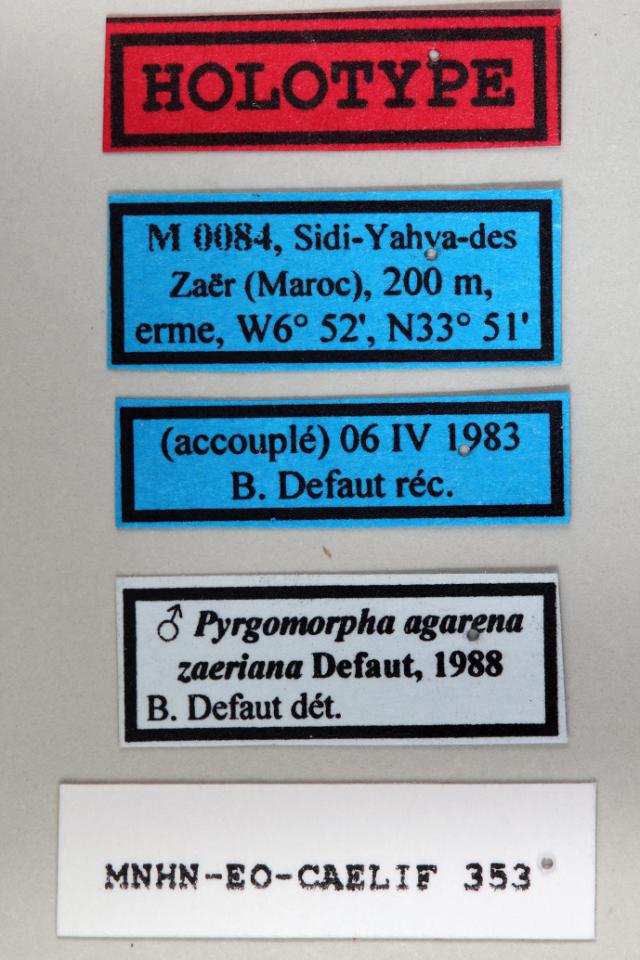 HOLOTYPE
M 0084, Sidi-Yahya-des
Zaër (Maroc), 200 m,
erme, W6° 52', N33° 51'
(accouplé) 06 IV 1983
B. Defaut réc.
♂ Pyrgomorpha agarena
zaeriana Defaut, 1988
B. Defaut dét.
MNHN-EO-CAELIF 353